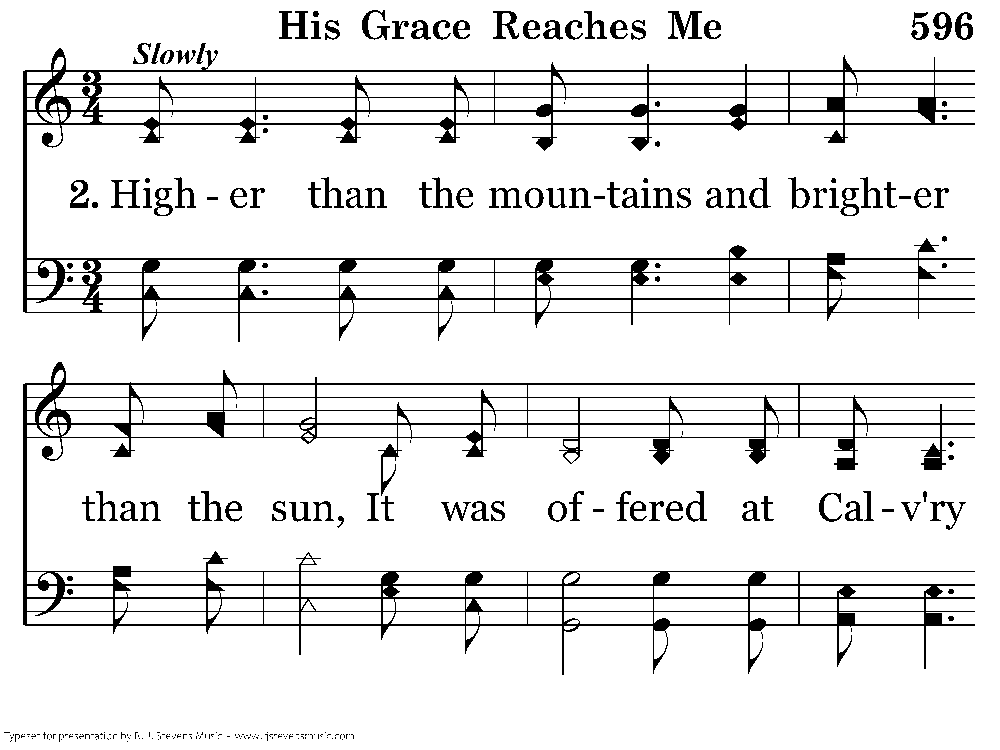 His Grace Reaches Me 596
Slowly
2. High - er than the moun-tains and bright-er
than the sun, It was of - fered at Cal - v'ry
Typeset for presentation by R. J. Stevens Music - www.rjstevensmusic.com